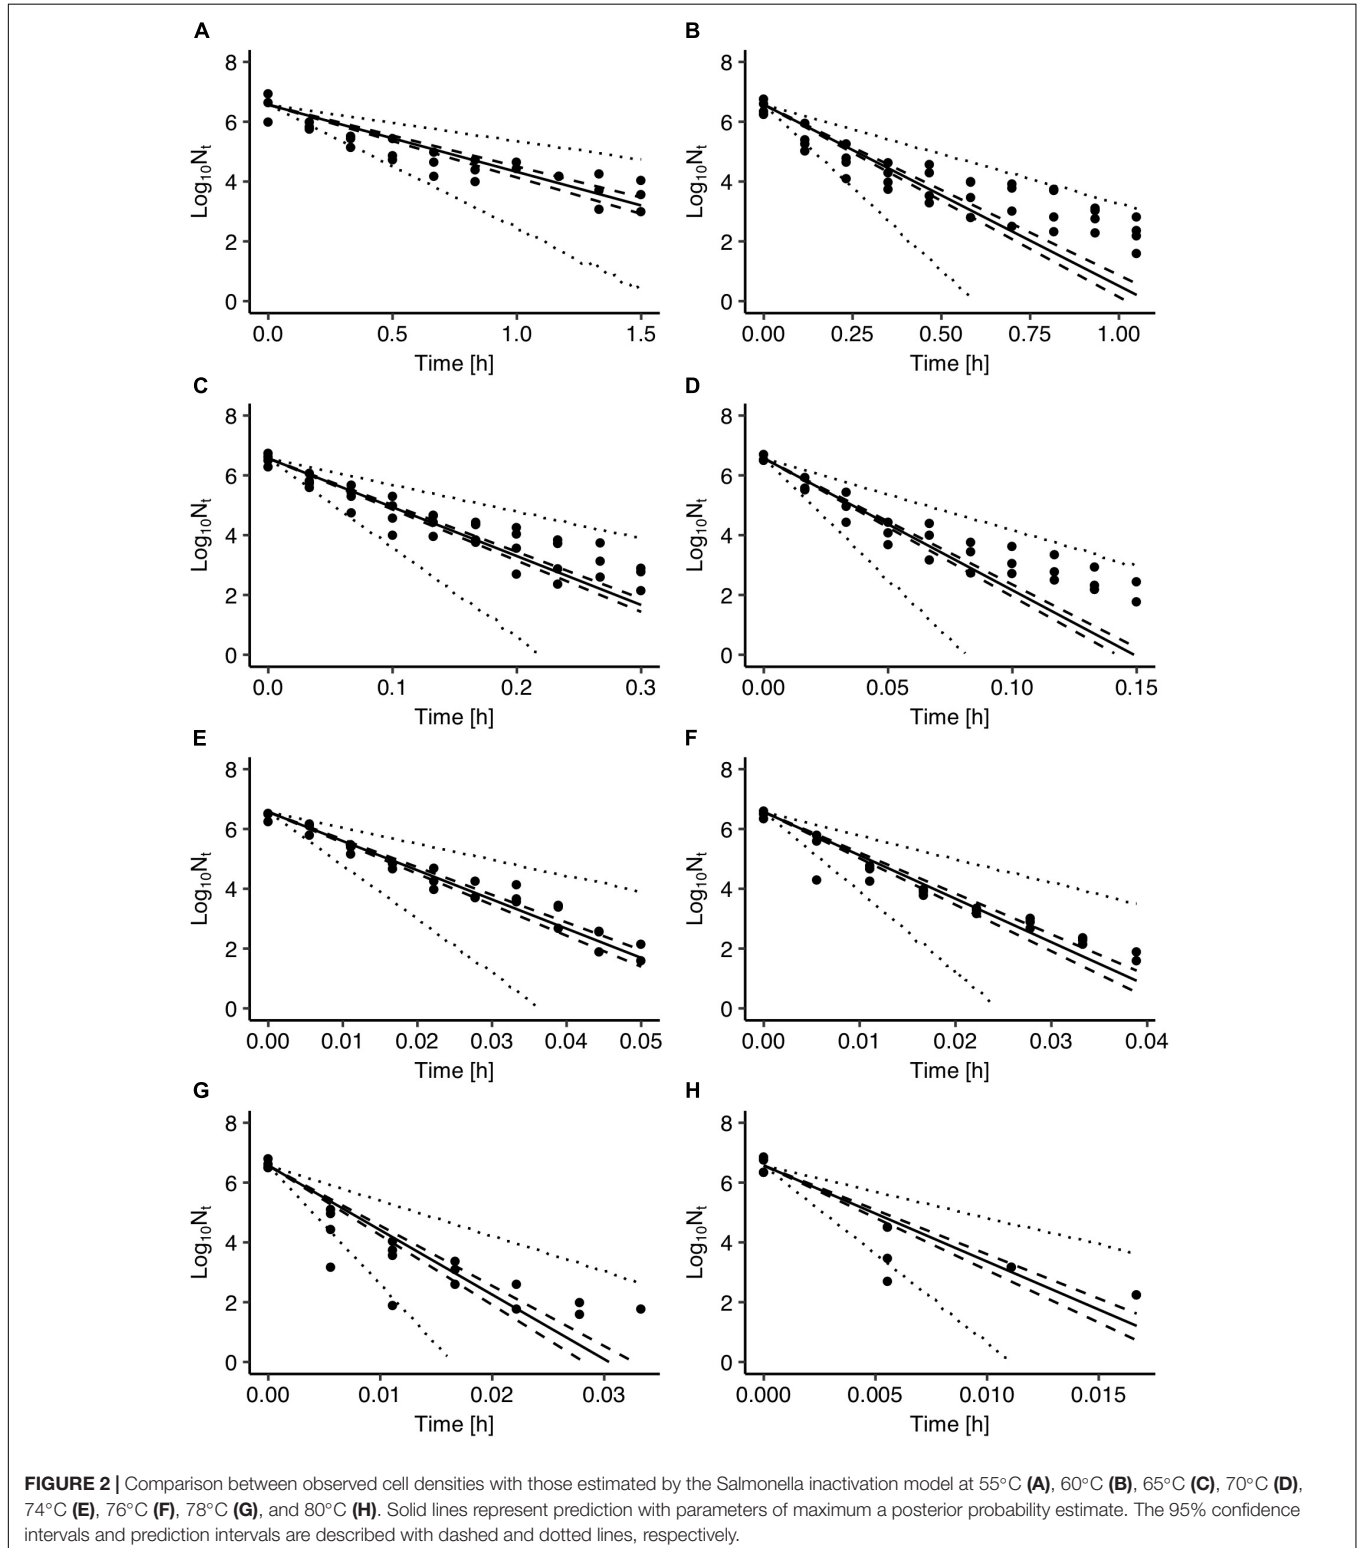 A
8
6
4
2
0
Log10Nt
0.0 0.5 1.0 1.5
Time [h]
B
8
6
4
2
0
Log10Nt
0.00 0.25 0.50 0.75 1.00
Time [h]
C
8
6
4
2
0
Log10Nt
0.0 0.1 0.2 0.3
Time [h]
D
8
6
4
2
0
Log10Nt
0.00 0.05 0.10 0.15
Time [h]
E
8
6
4
2
0
Log10Nt
0.00 0.01 0.02 0.03 0.04 0.05
Time [h]
F
8
6
4
2
0
Log10Nt
0.00 0.01 0.02 0.03 0.04
Time [h]
G
8
6
4
2
0
Log10Nt
0.00 0.01 0.02 0.03
Time [h]
H
8
6
4
2
0
Log10Nt
0.000 0.005 0.010 0.015
Time [h]
FIGURE 2 | Comparison between observed cell densities with those estimated by the Salmonella inactivation model at 55°C (A), 60°C (B), 65°C (C), 70°C (D),
74°C (E), 76°C (F), 78°C (G), and 80°C (H). Solid lines represent prediction with parameters of maximum a posterior probability estimate. The 95% confidence
intervals and prediction intervals are described with dashed and dotted lines, respectively.